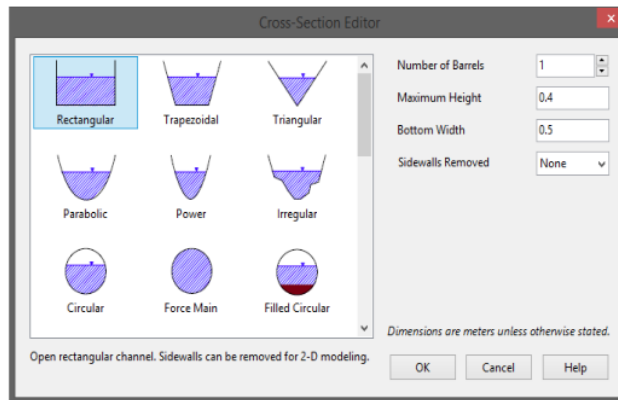 Cross-Section Editor
Rectangular
Trapezoidal
Triangular
Parabolic
Power
Irregular
Circular
Force Main
Filled Circular
Number of Barrels 1
Maximum Height 0.4
Bottom Width 0.5
Sidewalls Removed None
Dimensions are meters unless otherwise stated.
Open rectangular channel. Sidewalls can be removed for 2-D modeling.
OK
Cancel
Help